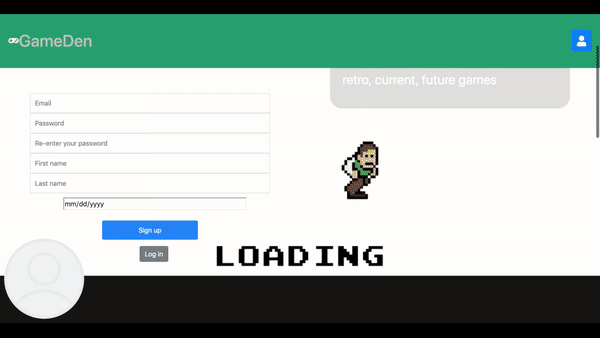 GameDen
retro, current, future games
Email
Password
Re-enter your password
First name
Last name
mm/dd/yyyy
Sign up
Log in
LOADING